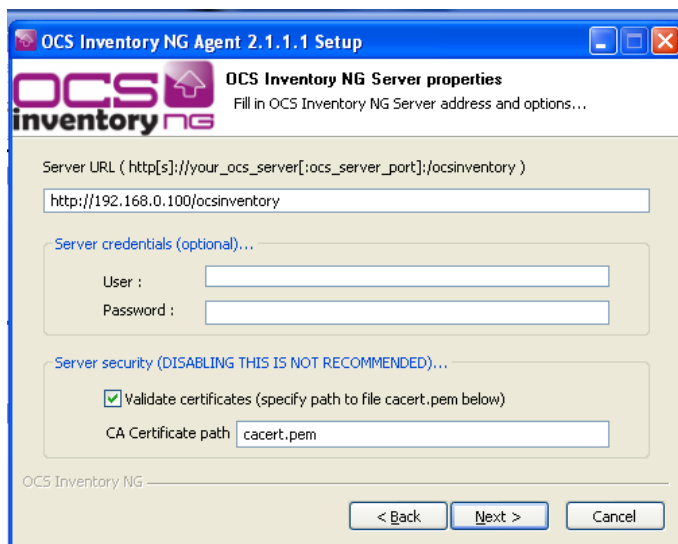 OCS Inventory NG Agent 2.1.1.1 Setup
OCS
inventory NG
OCS Inventory NG Server properties
Fill in OCS Inventory NG Server address and options...
Server URL ( http[s]://your_ocs_server[:ocs_server_port]:/ocsinventory )
http://192.168.0.100/ocsinventory
Server credentials (optional)...
User :
Password :
Server security (DISABLING THIS IS NOT RECOMMENDED)...
Validate certificates (specify path to file cacert.pem below)
CA Certificate path cacert.pem
OCS Inventory NG
< Back Next > Cancel